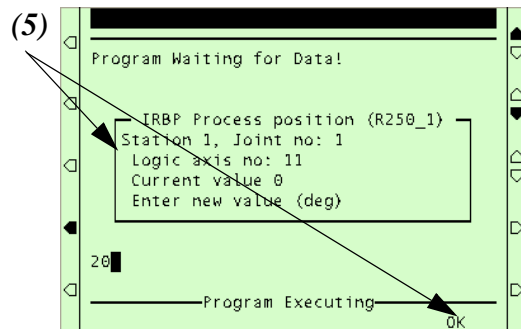 (5)
Program Waiting for Data!
IRBP Process position (R250_1)
Station 1, Joint no: 1
Logic axis no: 11
Current value 0
Enter new value (deg)
20
Program Executing
OK